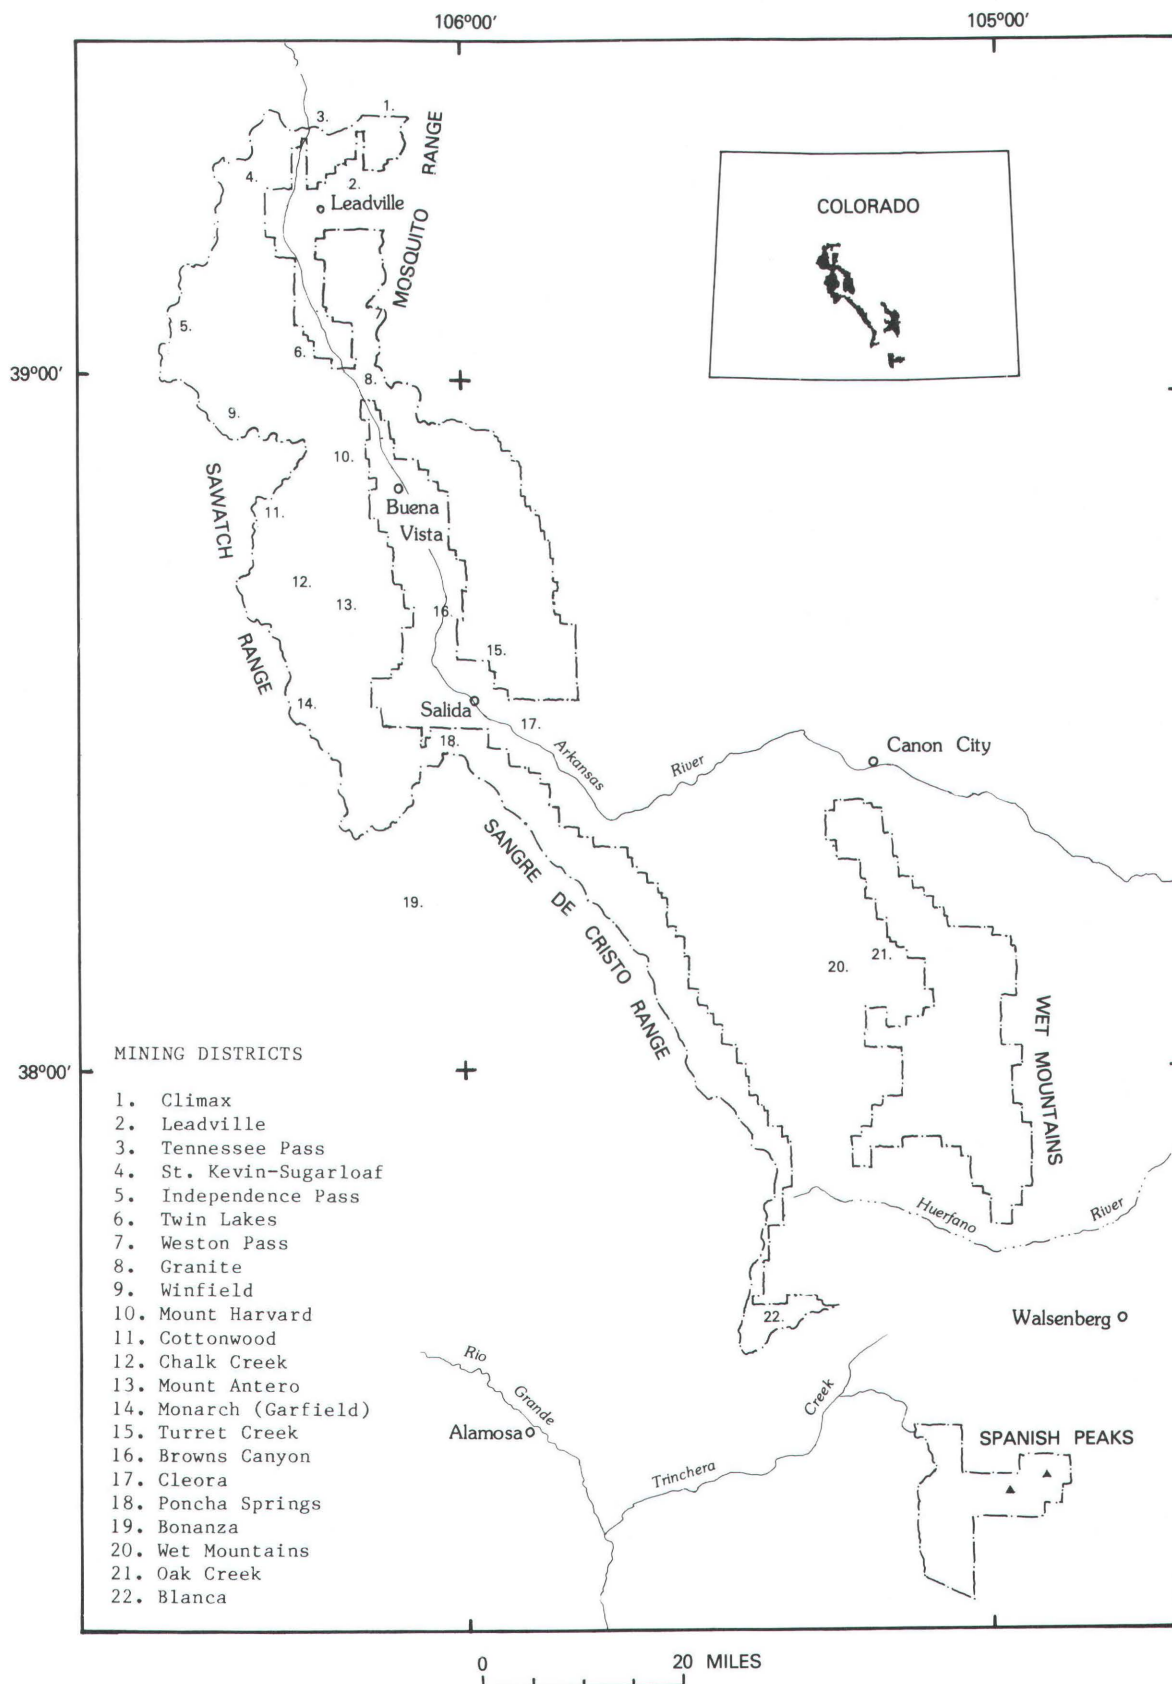 106°00'
105°00'
1.
3.
RANGE
4.
2.
Leadville
MOSQUITO
COLORADO
7.
5.
6.
39°00'
8.
9.
10.
SAWATCH
11.
Buena
Vista
12.
13.
16.
RANGE
15.
14.
Salida
17.
18.
Arkansas
River
Canon City
SANGRE DE CRISTO RANGE
19.
20.
21.
WET MOUNTAINS
38°00'
MINING DISTRICTS
1. Climax
2. Leadville
3. Tennessee Pass
4. St. Kevin-Sugarloaf
5. Independence Pass
6. Twin Lakes
7. Weston Pass
8. Granite
9. Winfield
10. Mount Harvard
11. Cottonwood
12. Chalk Creek
13. Mount Antero
14. Monarch (Garfield)
15. Turret Creek
16. Browns Canyon
17. Cleora
18. Poncha Springs
19. Bonanza
20. Wet Mountains
21. Oak Creek
22. Blanca
Huerfano
River
22.
Walsenberg
Rio
Grande
Alamosa
Creek
Trinchera
SPANISH PEAKS
0 20 MILES